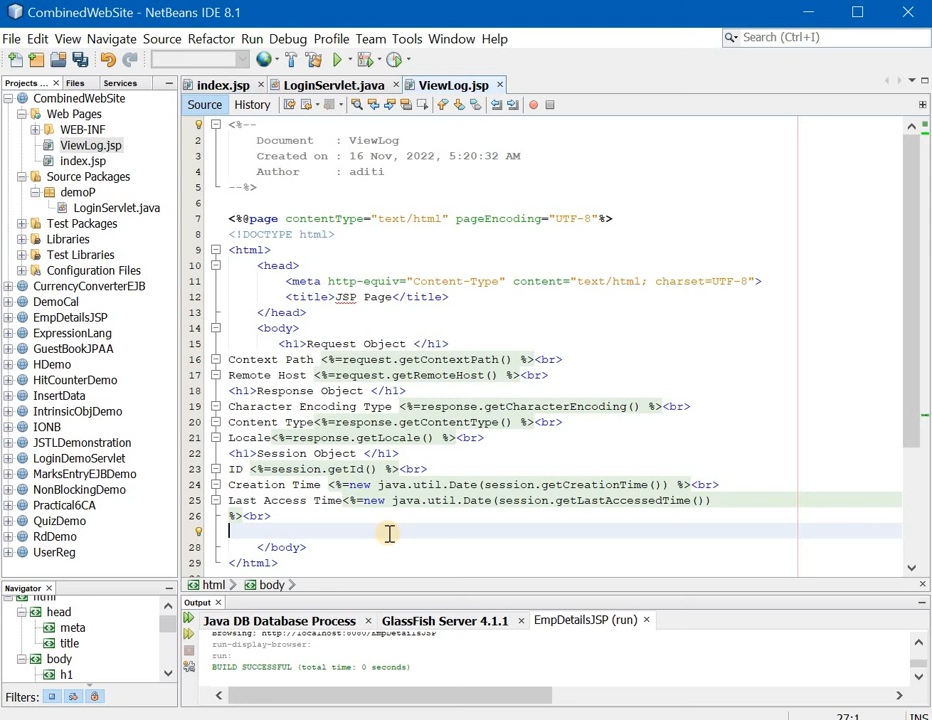 CombinedWebSite - NetBeans IDE 8.1
File Edit View Navigate Source Refactor Run Debug Profile Team Tools Window Help
Search (Ctrl+I)
Projects... Files Services
index.jsp LoginServlet.java ViewLog.jsp
Source History
CombinedWebSite
Web Pages
WEB-INF
ViewLog.jsp
index.jsp
Source Packages
demoP
LoginServlet.java
Test Packages
Libraries
Test Libraries
Configuration Files
CurrencyConverterEJB
DemoCal
EmpDetailsJSP
ExpressionLang
GuestBookJPAA
HDemo
HitCounterDemo
InsertData
IntrinsicObjDemo
IONB
JSTLDemonstration
LoginDemoServlet
MarksEntryEJBDemo
NonBlockingDemo
Practical6CA
QuizDemo
RdDemo
UserReg
<%--
2 Document : ViewLog
3 Created on : 16 Nov, 2022, 5:20:32 AM
4 Author : aditi
5 --%>
6
7 <%@page contentType="text/html" pageEncoding="UTF-8"%>
8 <!DOCTYPE html>
9 <html>
10 <head>
11 <meta http-equiv="Content-Type" content="text/html; charset=UTF-8">
12 <title>JSP Page</title>
13 </head>
14 <body>
15 <h1>Request Object </h1>
16 Context Path <%=request.getContextPath() %><br>
17 Remote Host <%=request.getRemoteHost() %><br>
18 <h1>Response Object </h1>
19 Character Encoding Type <%=response.getCharacterEncoding() %><br>
20 Content Type<%=response.getContentType() %><br>
21 Locale<%=response.getLocale() %><br>
22 <h1>Session Object </h1>
23 ID <%=session.getId() %><br>
24 Creation Time <%=new java.util.Date(session.getCreationTime()) %><br>
25 Last Access Time<%=new java.util.Date(session.getLastAccessedTime())
26 %><br>
28 </body>
29 </html>
html body
Navigator
html
head
meta
title
body
h1
Filters:
Output
Java DB Database Process GlassFish Server 4.1.1 EmpDetailsJSP (run)
Browsing: http://localhost:8080/EmpDetailsJSP
run-display-browser:
run:
BUILD SUCCESSFUL (total time: 0 seconds)
27:1 INS